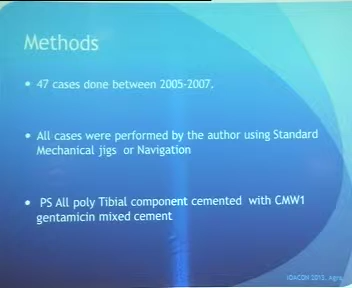 Methods
• 47 cases done between 2005-2007.
• All cases were performed by the author using Standard
Mechanical jigs or Navigation
• PS All poly Tibial component cemented with CMW1
gentamicin mixed cement
IOACON 2013, Agra